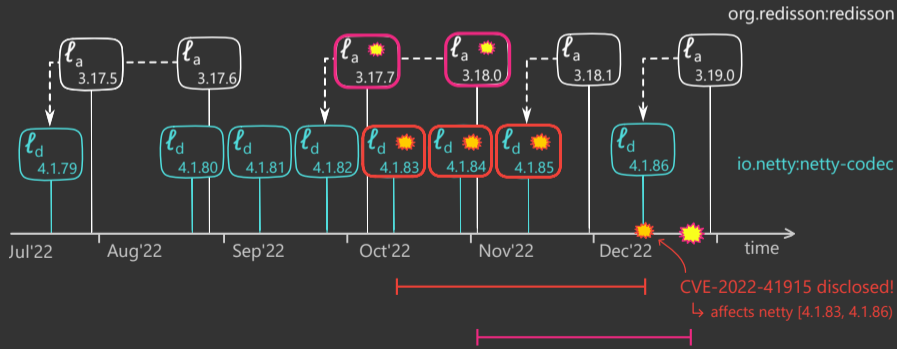 org.redisson:redisson
ℓa 3.17.5
ℓa 3.17.6
ℓa 3.17.7
ℓa 3.18.0
ℓa 3.18.1
ℓa 3.19.0
ℓd 4.1.79
ℓd 4.1.80
ℓd 4.1.81
ℓd 4.1.82
ℓd 4.1.83
ℓd 4.1.84
ℓd 4.1.85
ℓd 4.1.86
io.netty:netty-codec
Jul'22 Aug'22 Sep'22 Oct'22 Nov'22 Dec'22 time
CVE-2022-41915 disclosed!
affects netty [4.1.83, 4.1.86)